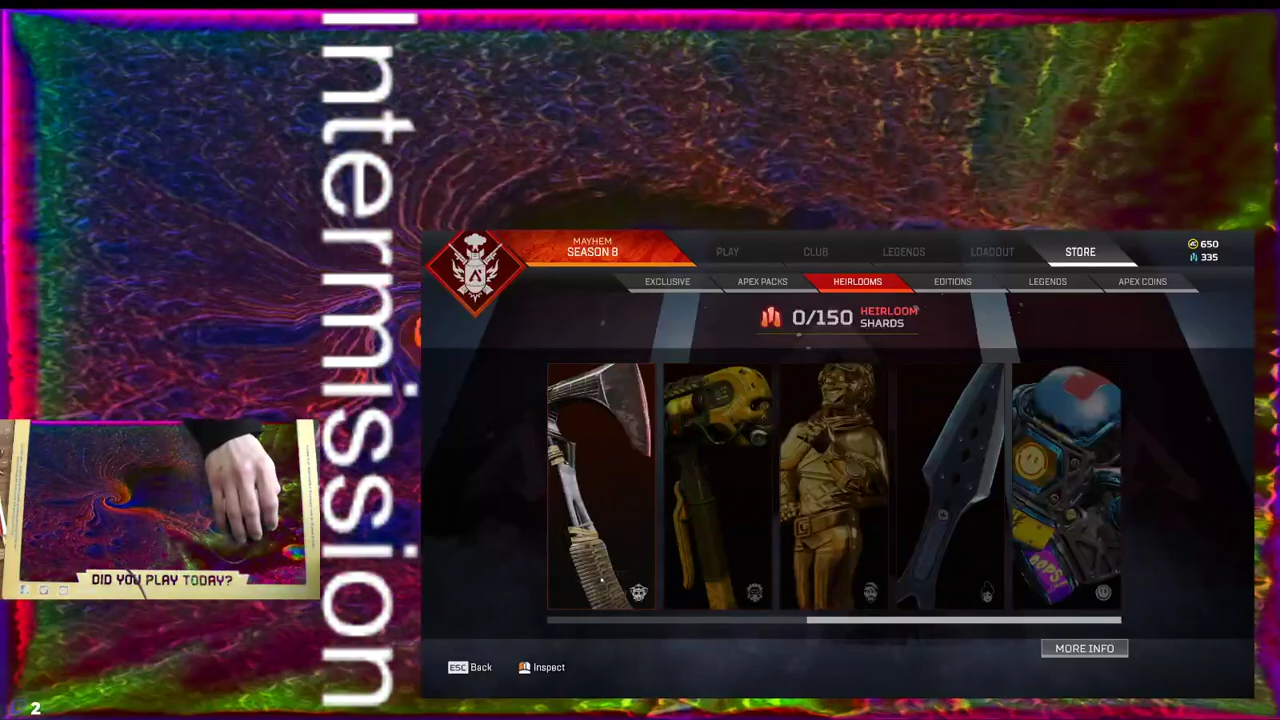 Intermission
MAYHEM
SEASON 8
PLAY
CLUB
LEGENDS
LOADOUT
STORE
650
335
EXCLUSIVE
APEX PACKS
HEIRLOOMS
EDITIONS
LEGENDS
APEX COINS
0/150
HEIRLOOM
SHARDS
DID YOU PLAY TODAY?
MORE INFO
ESC Back
Inspect
2